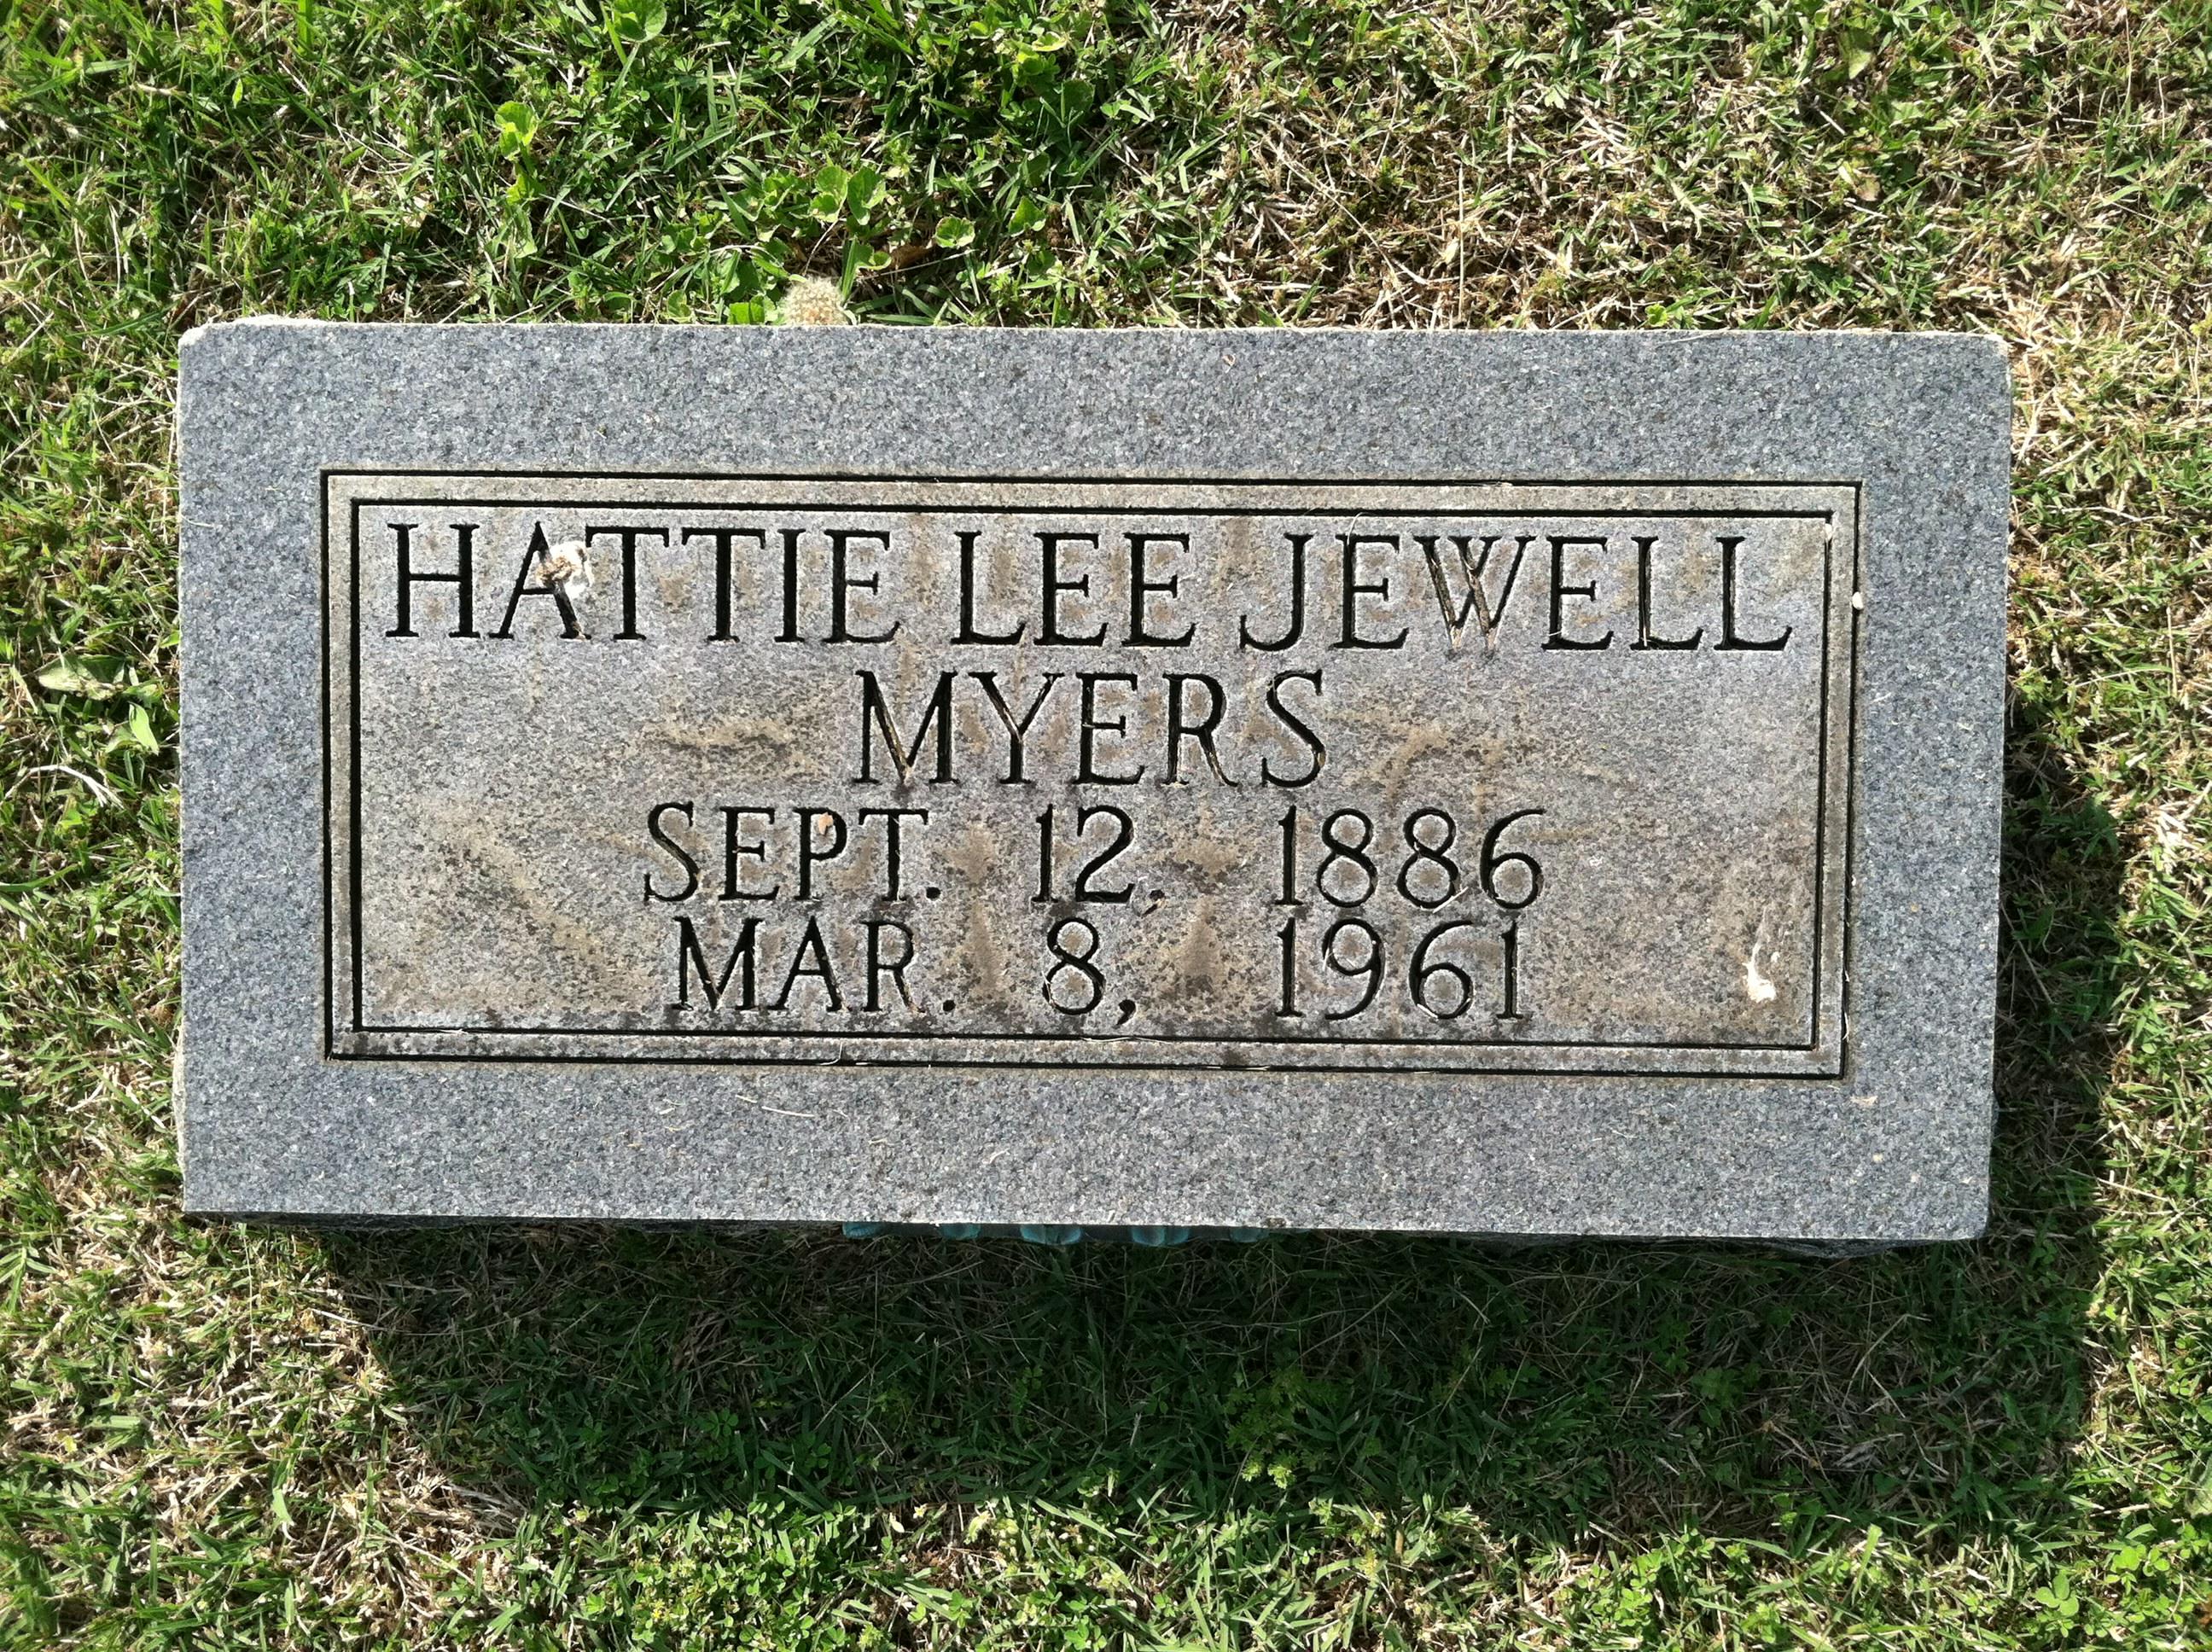 HATTIE LEE JEWELL
MYERS
SEPT. 12, 1886
MAR. 8, 1961